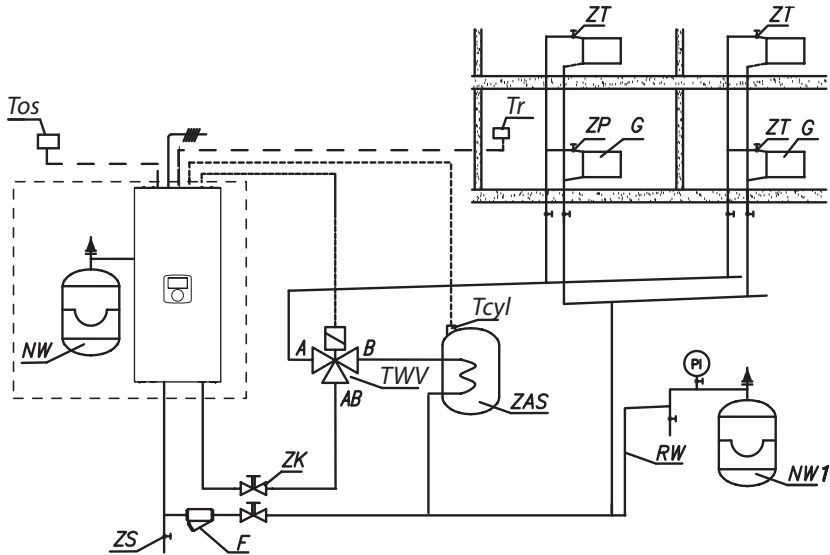 ZT ZT
Tos Tr ZP G ZT G
NW
Tcyl
A B
TWV
AB ZAS
PI
ZK RW NW1
ZS F